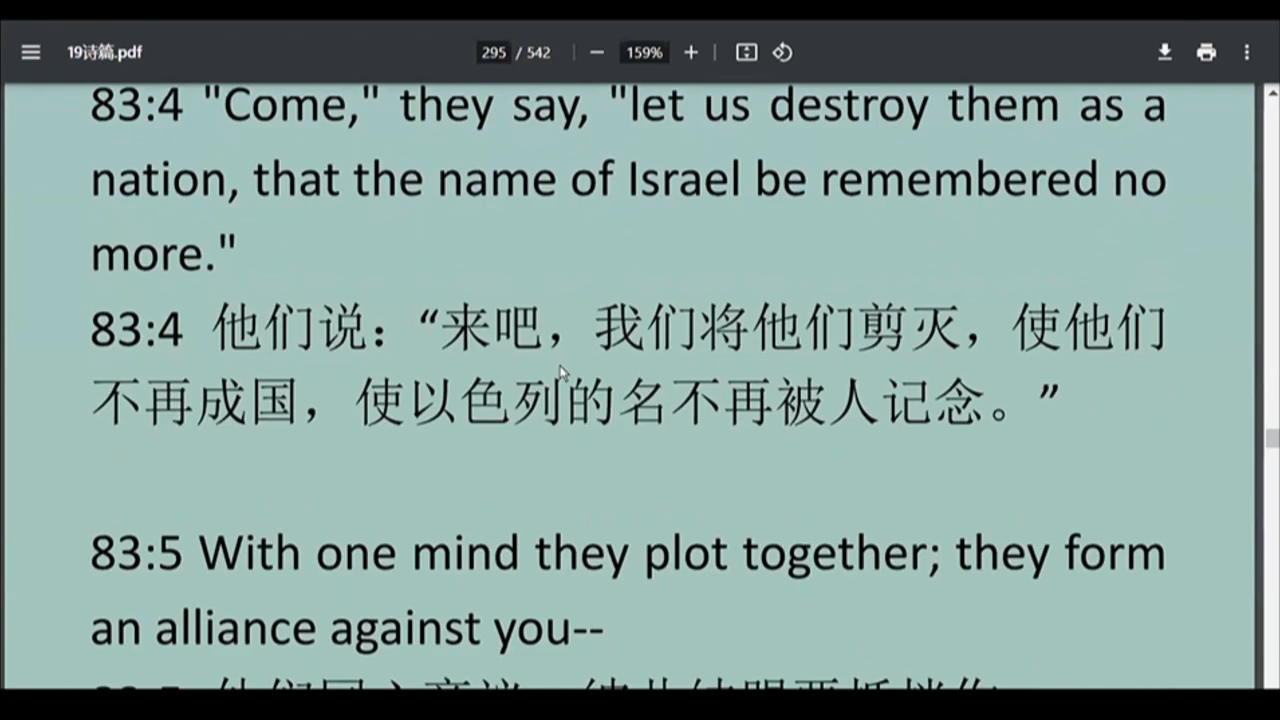 19诗篇.pdf
295 / 542
159%
83:4 "Come," they say, "let us destroy them as a
nation, that the name of Israel be remembered no
more."
83:4 他们说：“来吧，我们将他们剪灭，使他们
不再成国，使以色列的名不再被人记念。”
83:5 With one mind they plot together; they form
an alliance against you--